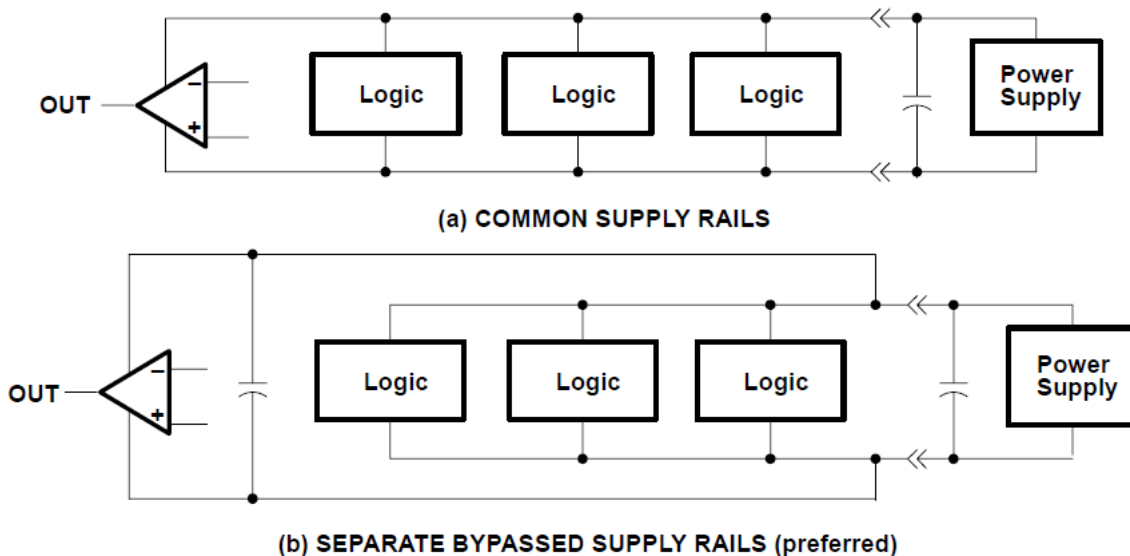 OUT
−
+
Logic
Logic
Logic
Power
Supply
(a) COMMON SUPPLY RAILS
OUT
−
+
Logic
Logic
Logic
Power
Supply
(b) SEPARATE BYPASSED SUPPLY RAILS (preferred)